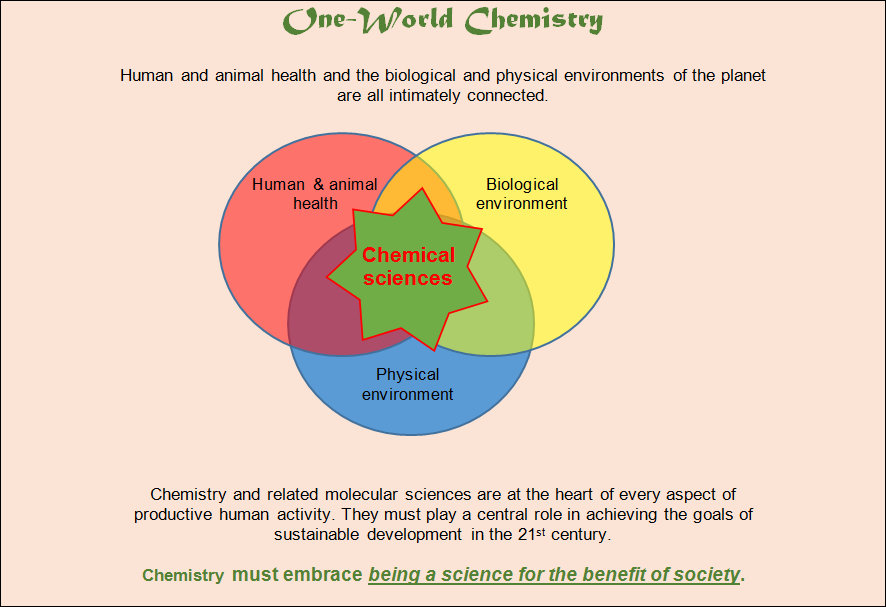 One-World Chemistry
Human and animal health and the biological and physical environments of the planet
are all intimately connected.
Human & animal
health
Biological
environment
Chemical
sciences
Physical
environment
Chemistry and related molecular sciences are at the heart of every aspect of
productive human activity. They must play a central role in achieving the goals of
sustainable development in the 21st century.
Chemistry must embrace being a science for the benefit of society.